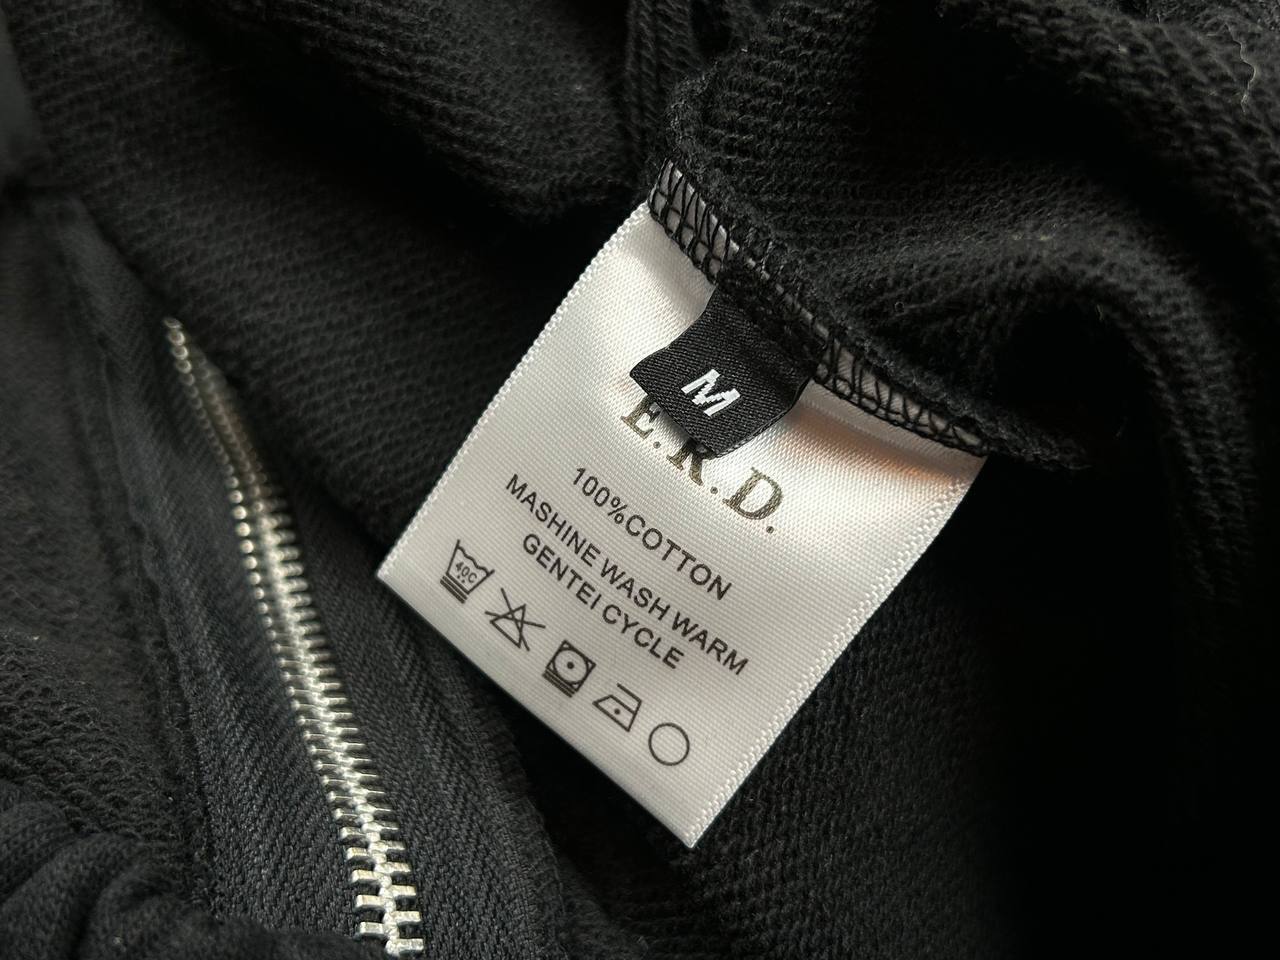 M
E.R.D.
100%COTTON
MASHINE WASH WARM
GENTEI CYCLE
40C